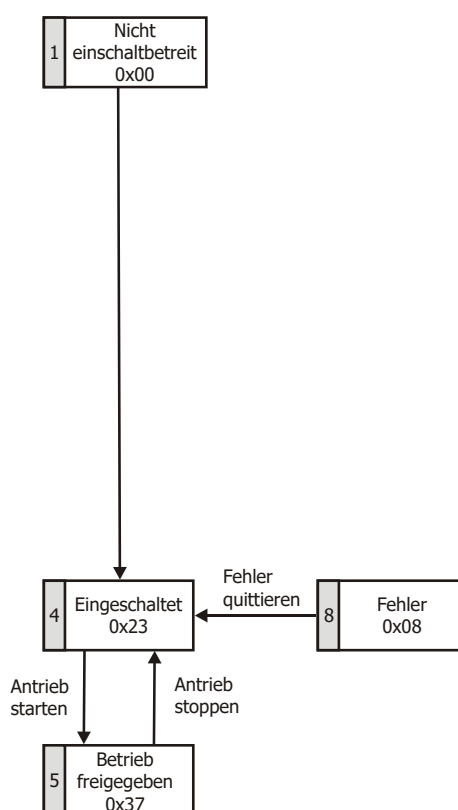 1
Nicht
einschaltbetreit
0x00
4
Eingeschaltet
0x23
Fehler
quittieren
8
Fehler
0x08
Antrieb
starten
Antrieb
stoppen
5
Betrieb
freigegeben
0x37